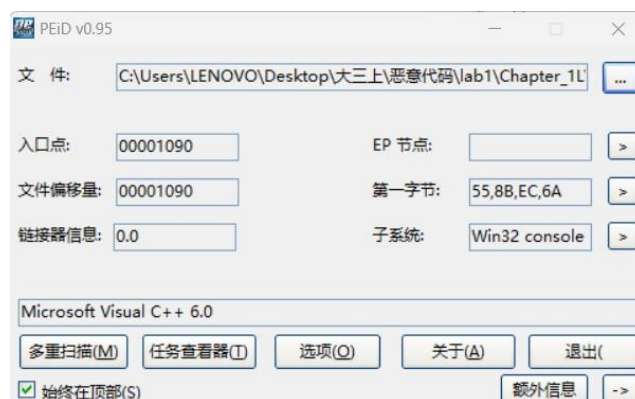 PEiD v0.95
文 件: C:\Users\LENOVO\Desktop\大三上\恶意代码\lab1\Chapter_1L ...
入口点: 00001090 EP 节点: >
文件偏移量: 00001090 第一字节: 55,8B,EC,6A >
链接器信息: 0.0 子系统: Win32 console >
Microsoft Visual C++ 6.0
多重扫描(M) 任务查看器(T) 选项(O) 关于(A) 退出(
始终在顶部(S) 额外信息 ->